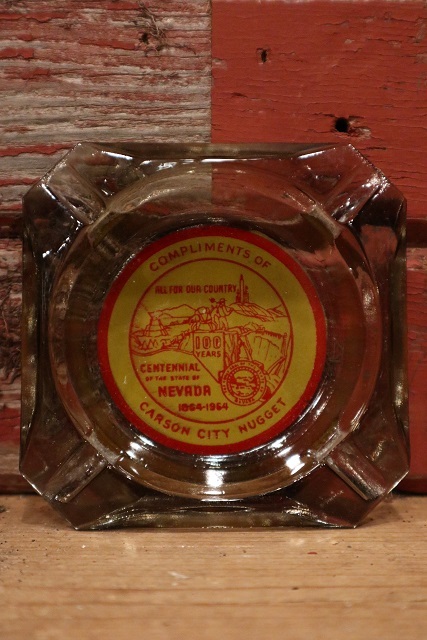 COMPLIMENTS OF
ALL FOR OUR COUNTRY
100
YEARS
CENTENNIAL
OF THE STATE OF
NEVADA
1864-1964
CARSON CITY NUGGET